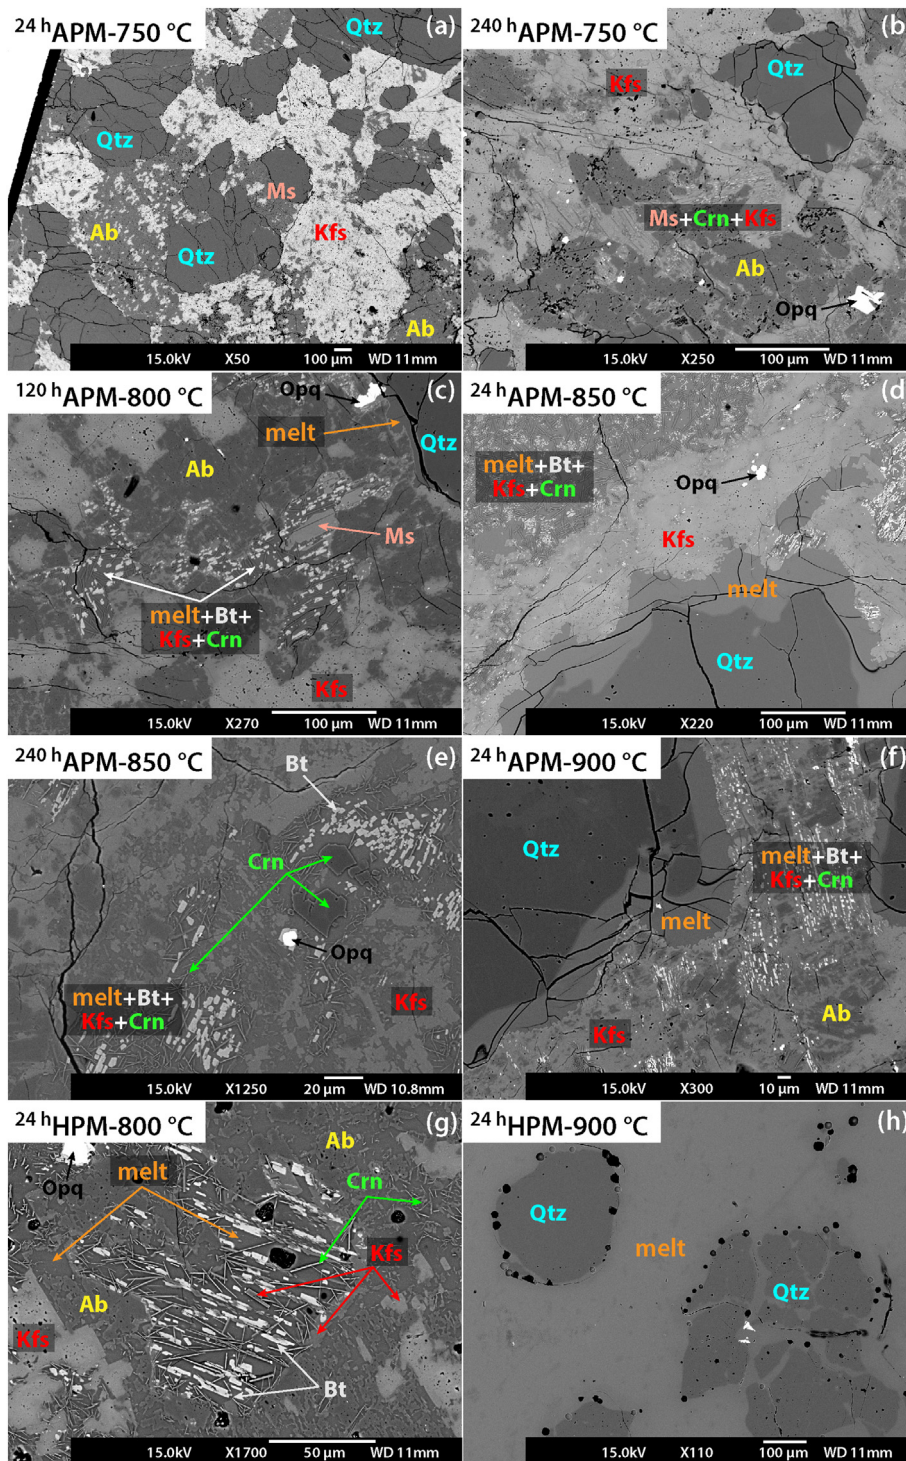 24 h APM-750 °C
(a)
Qtz
Qtz
Ms
Ab
Kfs
Qtz
Ab
15.0kV X50 100 µm WD 11mm
240 h APM-750 °C
(b)
Qtz
Kfs
Ms+Crn+Kfs
Ab
Opq
15.0kV X250 100 µm WD 11mm
120 h APM-800 °C
(c)
Opq
melt
Qtz
Ab
Ms
melt+Bt+
Kfs+Crn
Kfs
15.0kV X270 100 µm WD 11mm
24 h APM-850 °C
(d)
melt+Bt+
Kfs+Crn
Opq
Kfs
melt
Qtz
15.0kV X220 100 µm WD 11mm
240 h APM-850 °C
(e)
Bt
Crn
Opq
melt+Bt+
Kfs+Crn
Kfs
15.0kV X1250 20 µm WD 10.8mm
24 h APM-900 °C
(f)
Qtz
melt+Bt+
Kfs+Crn
melt
Ab
Kfs
15.0kV X300 10 µm WD 11mm
24 h HPM-800 °C
(g)
Ab
Opq
melt
Crn
Kfs
Ab
Kfs
Bt
15.0kV X1700 50 µm WD 11mm
24 h HPM-900 °C
(h)
Qtz
melt
Qtz
15.0kV X110 100 µm WD 11mm